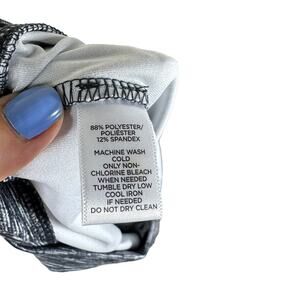 88% POLYESTER/
POLIÉSTER
12% SPANDEX
MACHINE WASH
COLD
ONLY NON-
CHLORINE BLEACH
WHEN NEEDED
TUMBLE DRY LOW
COOL IRON
IF NEEDED
DO NOT DRY CLEAN